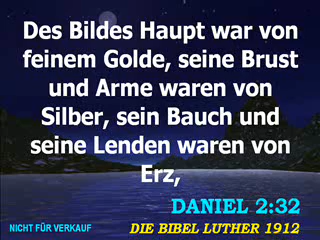 Des Bildes Haupt war von
feinem Golde, seine Brust
und Arme waren von
Silber, sein Bauch und
seine Lenden waren von
Erz,
DANIEL 2:32
NICHT FÜR VERKAUF
DIE BIBEL LUTHER 1912